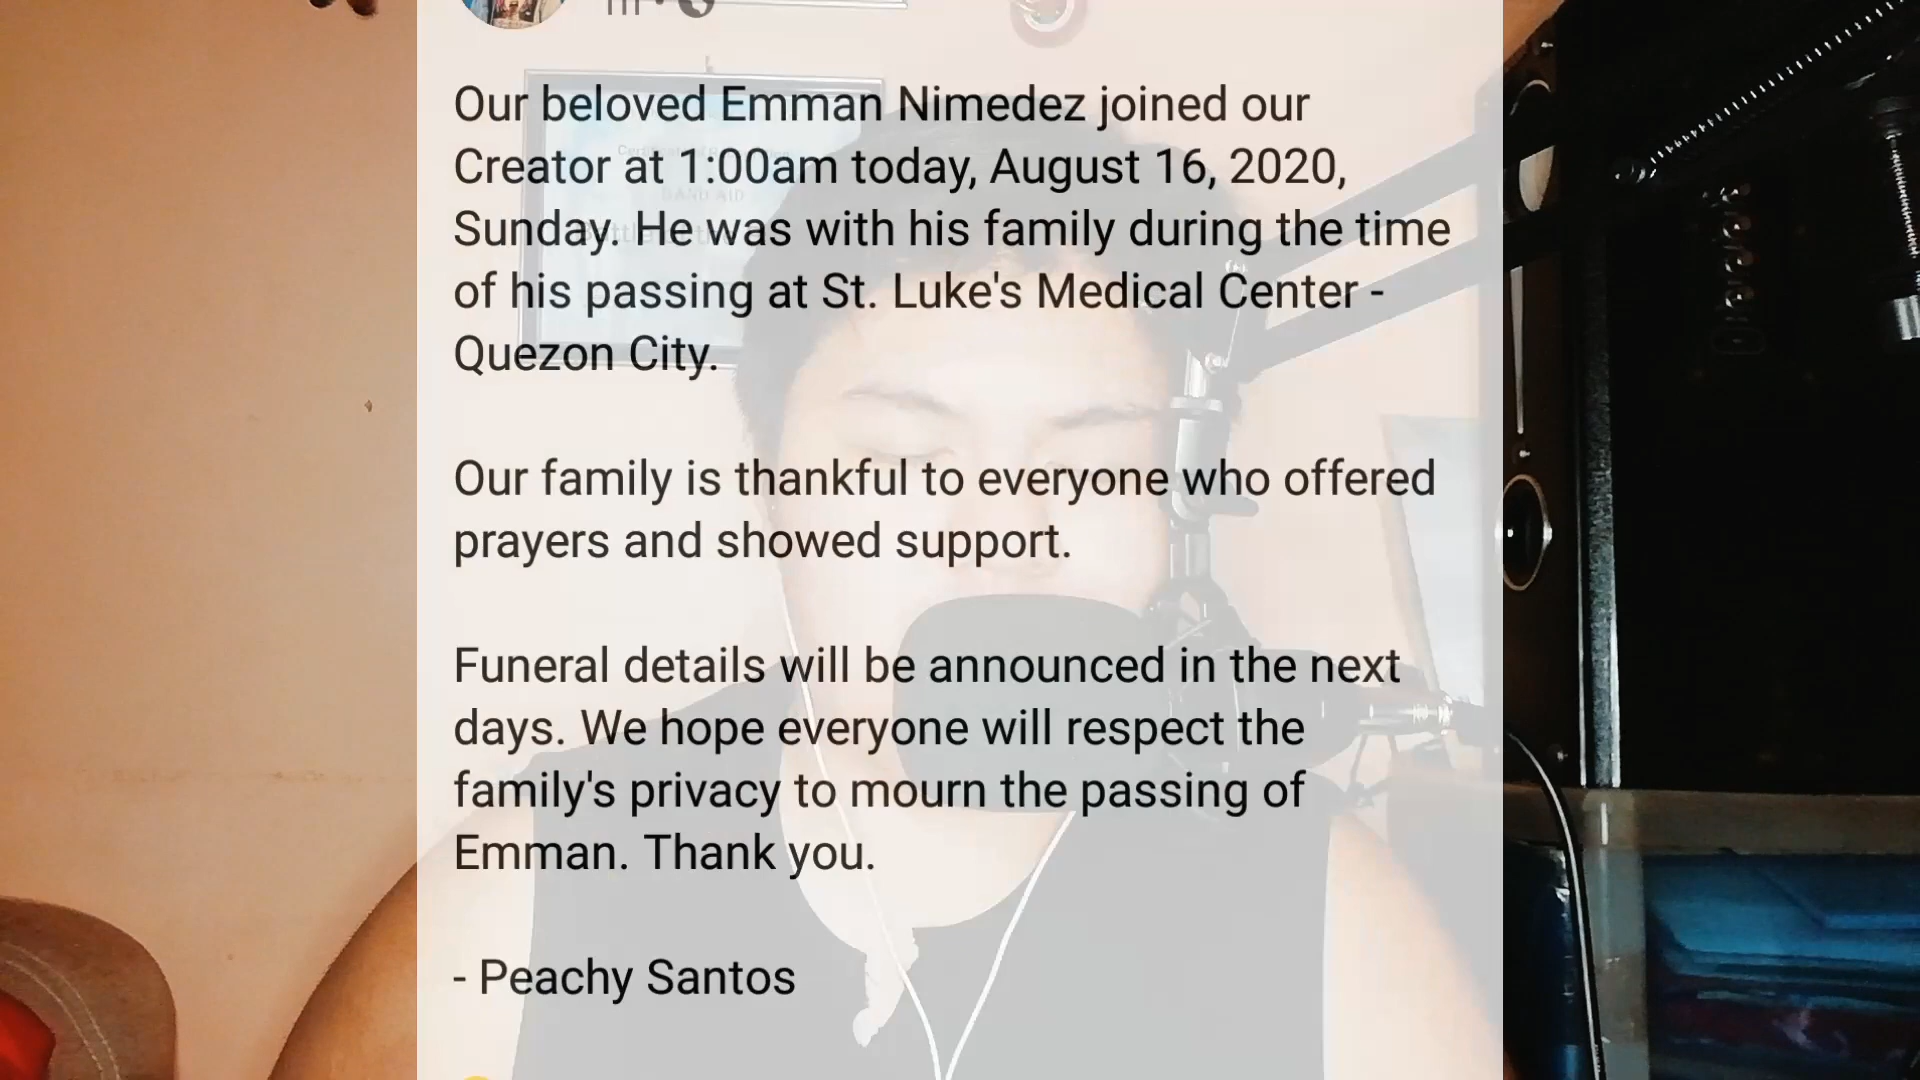 Our beloved Emman Nimedez joined our
Creator at 1:00am today, August 16, 2020,
Sunday. He was with his family during the time
of his passing at St. Luke's Medical Center -
Quezon City.
Our family is thankful to everyone who offered
prayers and showed support.
Funeral details will be announced in the next
days. We hope everyone will respect the
family's privacy to mourn the passing of
Emman. Thank you.
- Peachy Santos
BAND AID